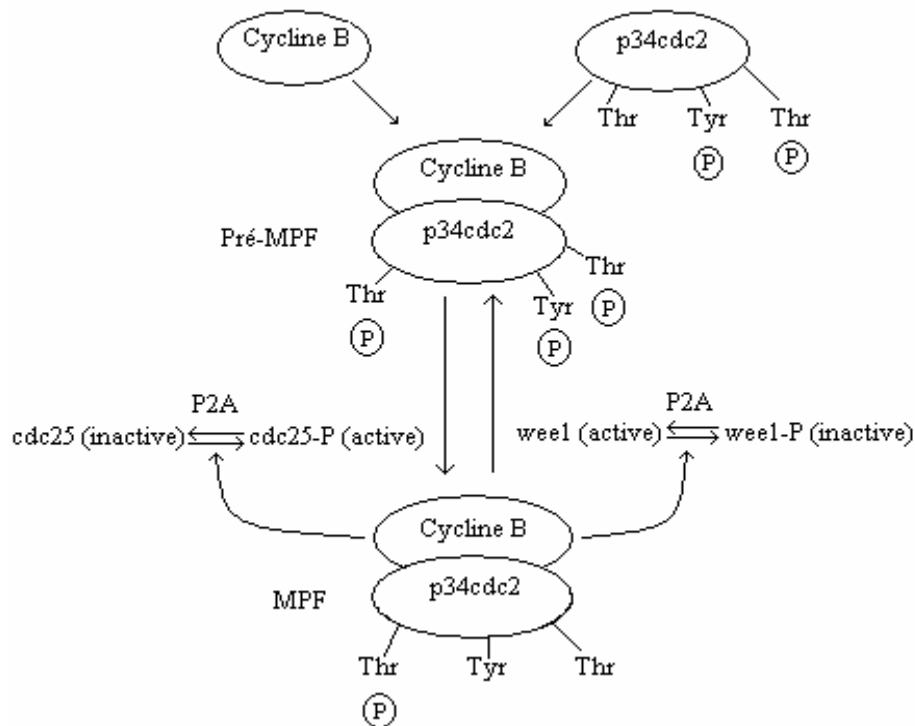 Cycline B
p34cdc2
Thr
Tyr
Thr
P
P
Cycline B
p34cdc2
Pré-MPF
Thr
Thr
Tyr
P
P
P
P2A
cdc25 (inactive) cdc25-P (active)
P2A
wee1 (active) wee1-P (inactive)
Cycline B
p34cdc2
MPF
Thr
Tyr
Thr
P